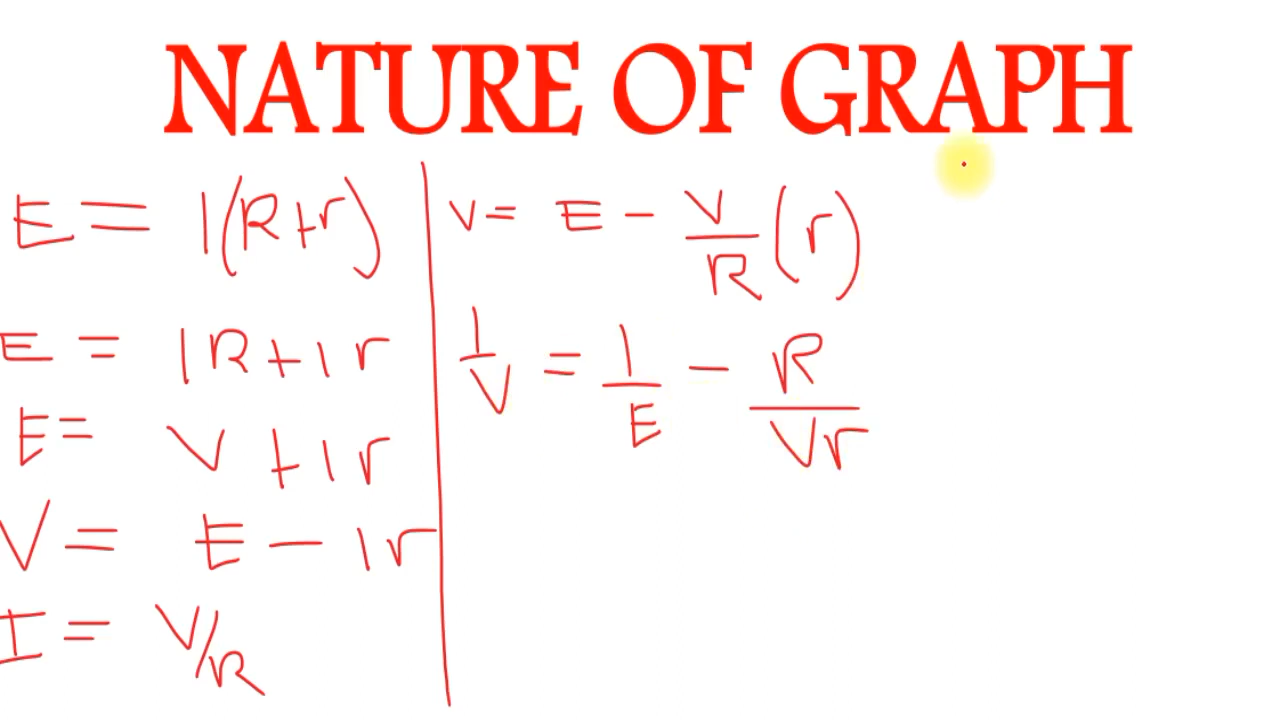 NATURE OF GRAPH
E = I(R+r)
E = IR+Ir
E = V +Ir
V = E - Ir
I = V/R
V = E - V/R (r)
1/V = 1/E - R/Vr